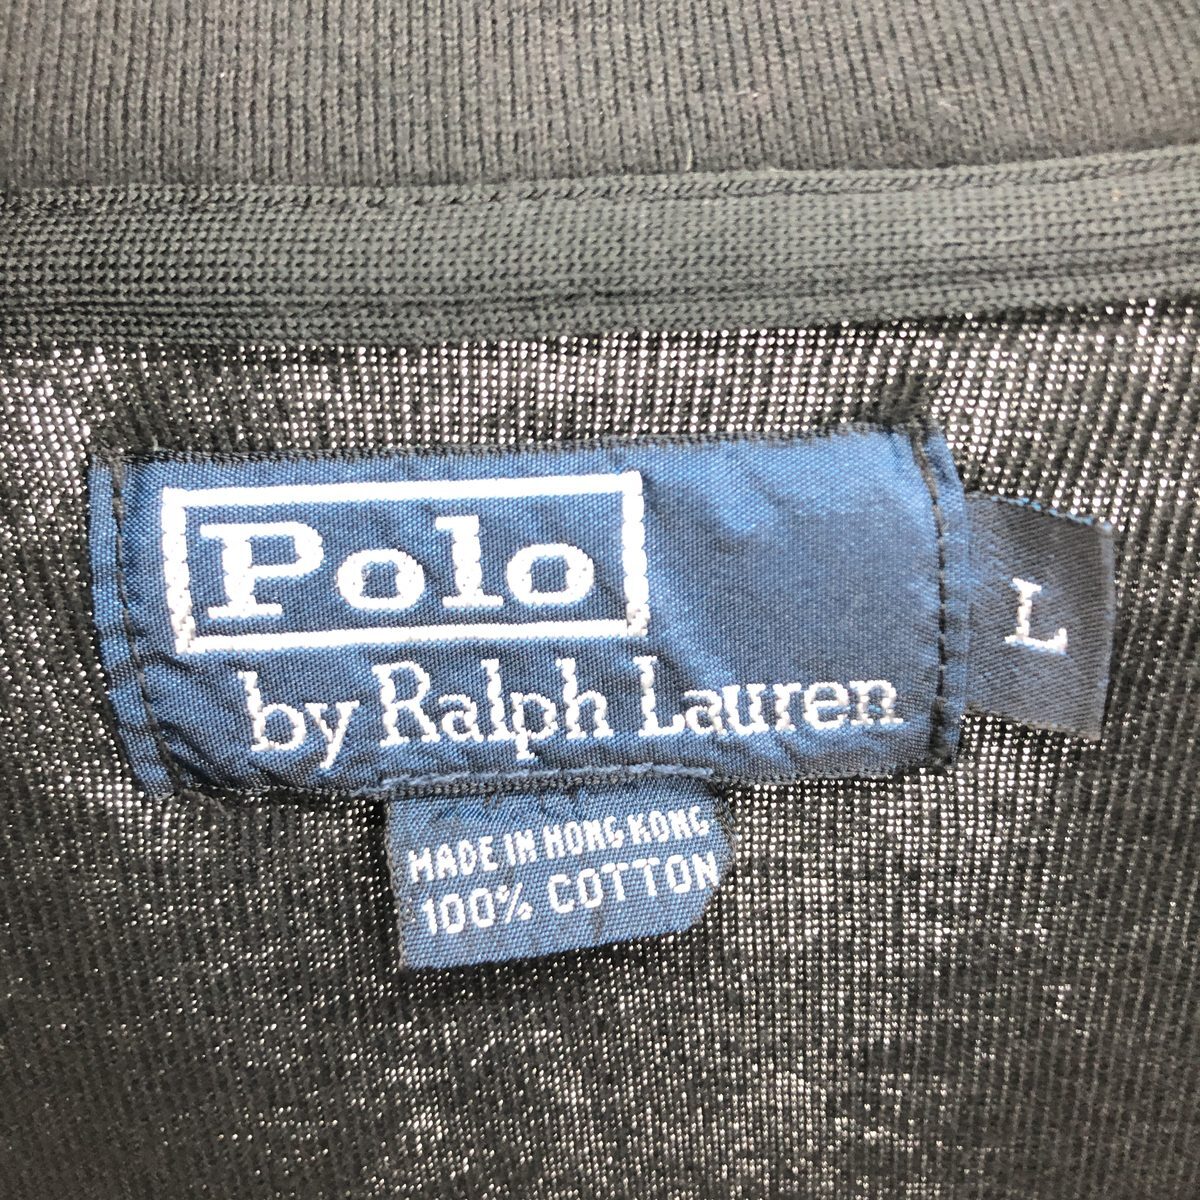 Polo
by Ralph Lauren
L
MADE IN HONG KONG
100% COTTON